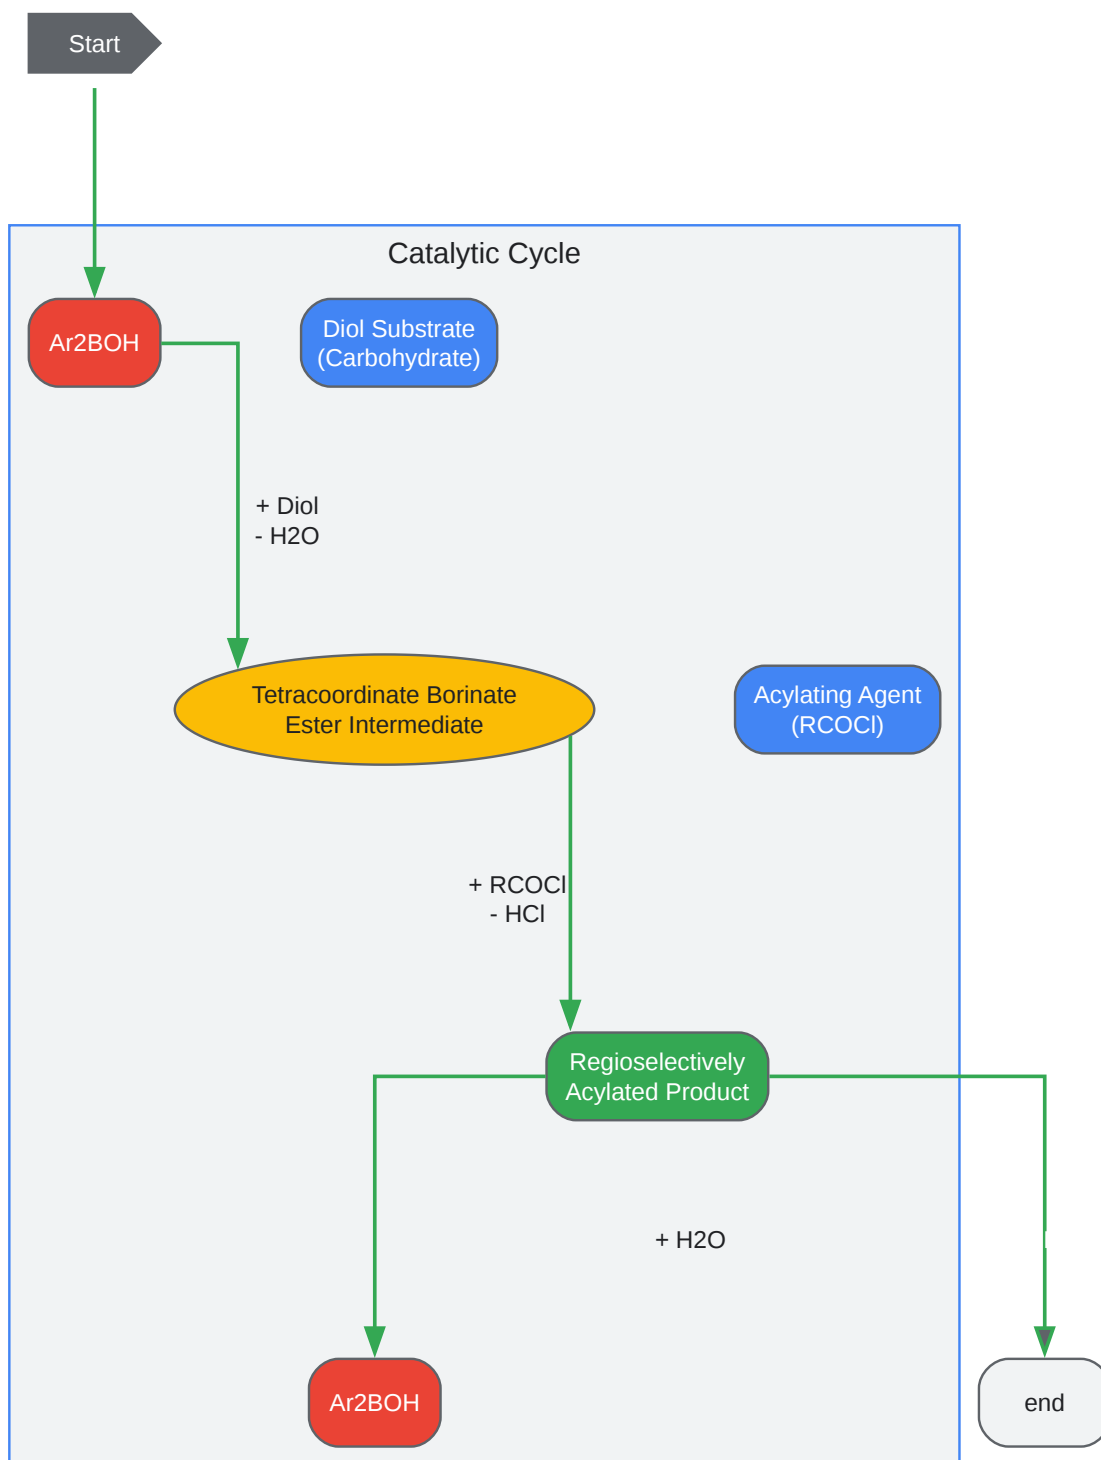 Start
Catalytic Cycle
Ar2BOH
Diol Substrate
(Carbohydrate)
+ Diol
- H2O
Tetracoordinate Borinate
Ester Intermediate
Acylating Agent
(RCOCl)
+ RCOCl
- HCl
Regioselectively
Acylated Product
+ H2O
Ar2BOH
end